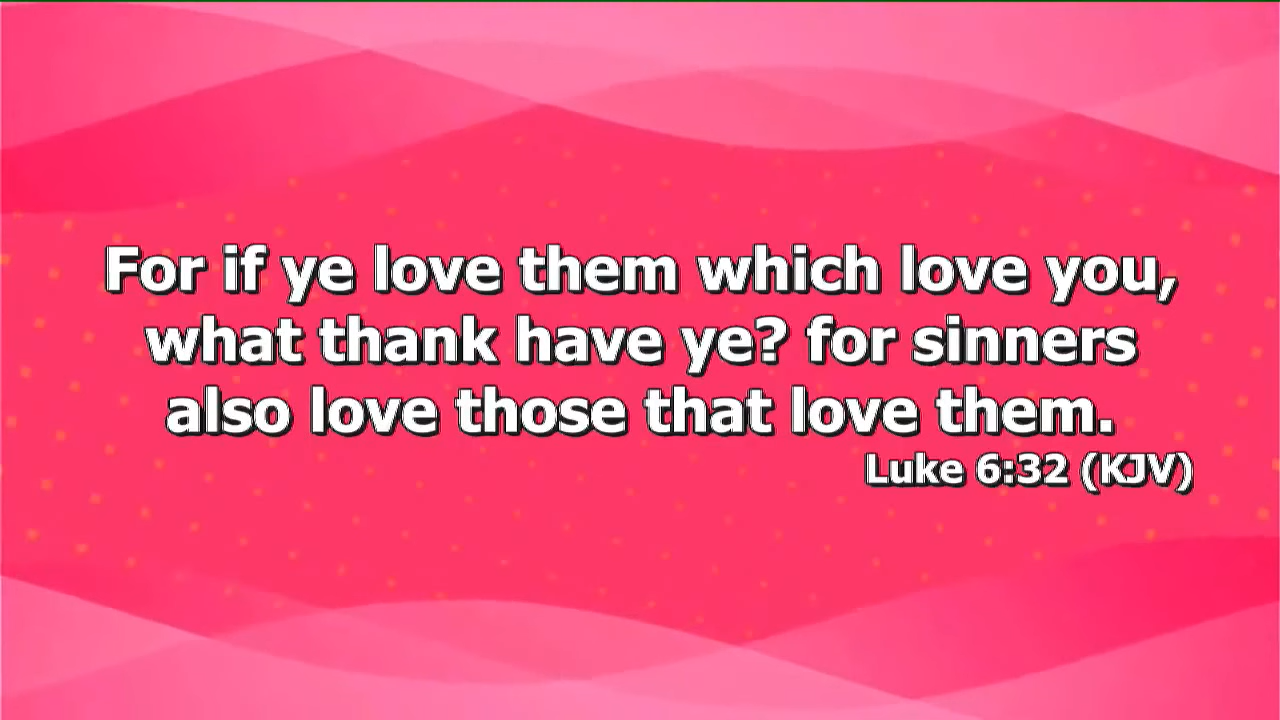 For if ye love them which love you,
what thank have ye? for sinners
also love those that love them.
Luke 6:32 (KJV)